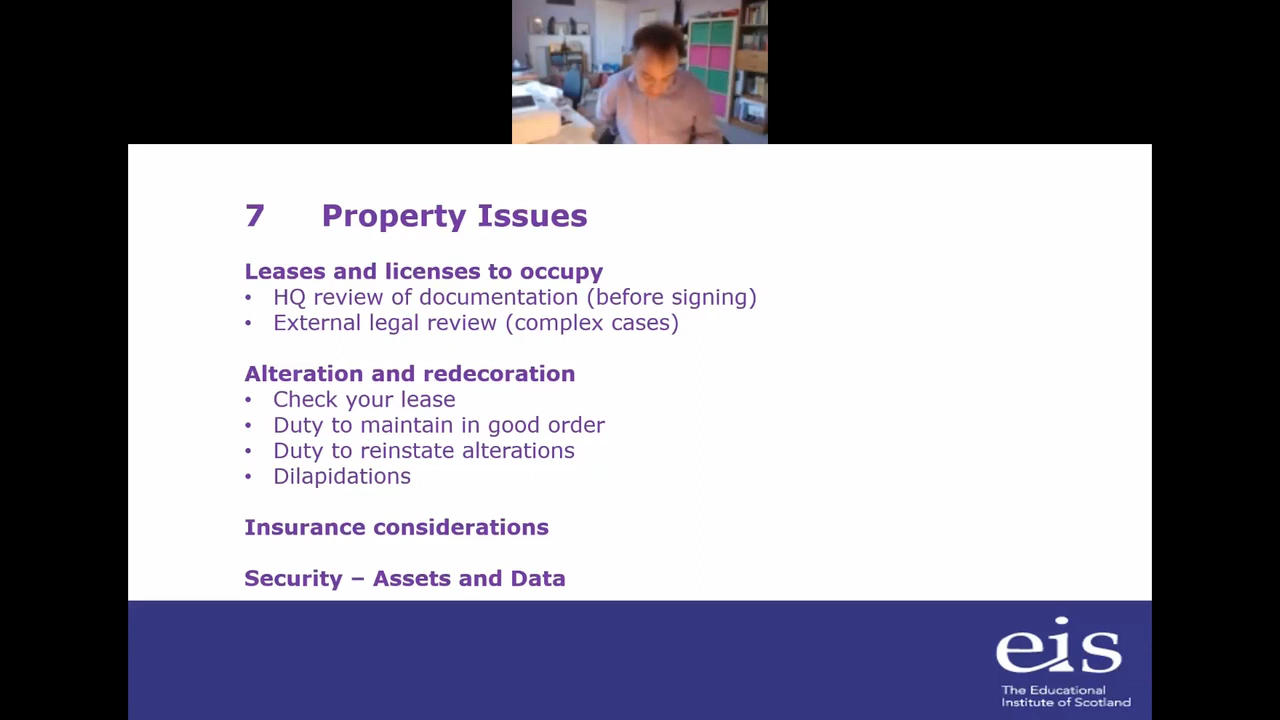 7 Property Issues
Leases and licenses to occupy
• HQ review of documentation (before signing)
• External legal review (complex cases)
Alteration and redecoration
• Check your lease
• Duty to maintain in good order
• Duty to reinstate alterations
• Dilapidations
Insurance considerations
Security – Assets and Data
eis
The Educational
Institute of Scotland